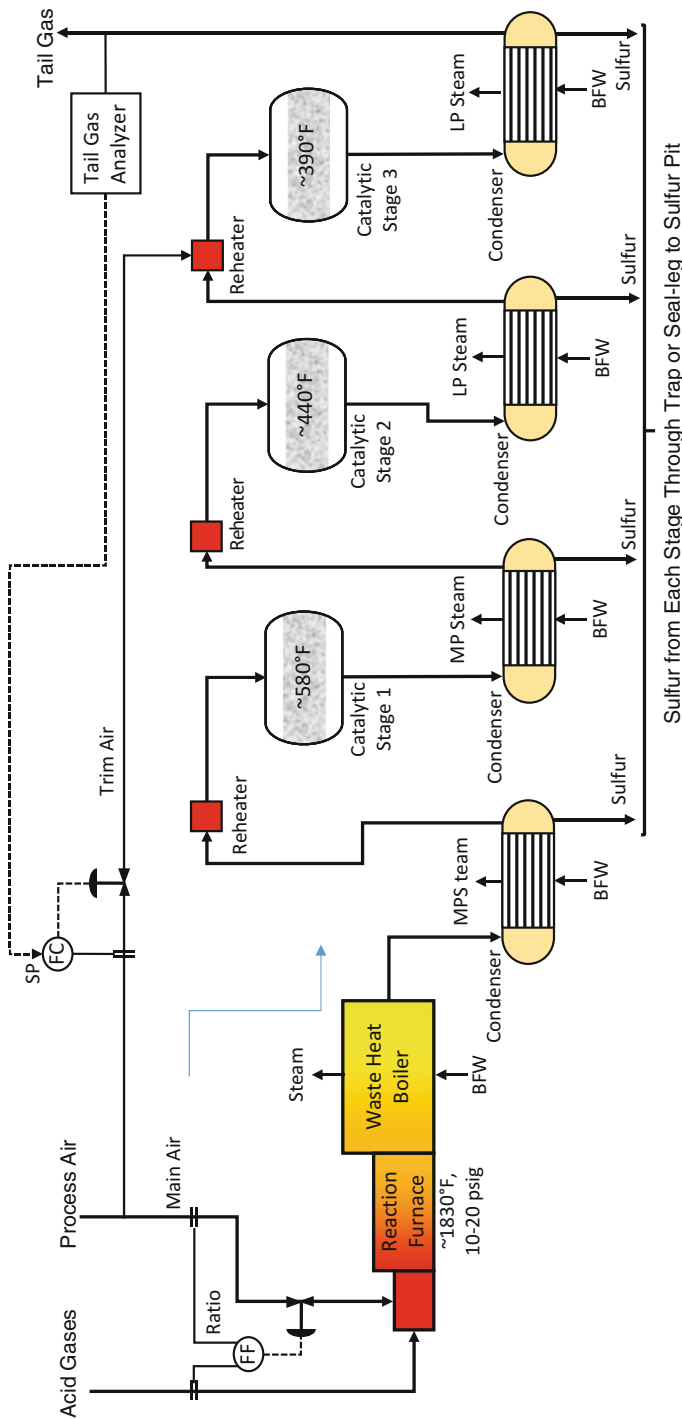 Acid Gases
Process Air
Ratio
FF
Main Air
SP
FC
Trim Air
Tail Gas
Analyzer
Tail Gas
Reaction
Furnace
~1830°F,
10-20 psig
Waste Heat
Boiler
Steam
BFW
Condenser
MPS team
BFW
Sulfur
Reheater
~580°F
Catalytic
Stage 1
Condenser
MP Steam
BFW
Sulfur
Reheater
~440°F
Catalytic
Stage 2
Condenser
LP Steam
BFW
Sulfur
Reheater
~390°F
Catalytic
Stage 3
Condenser
LP Steam
BFW
Sulfur
Sulfur from Each Stage Through Trap or Seal-leg to Sulfur Pit